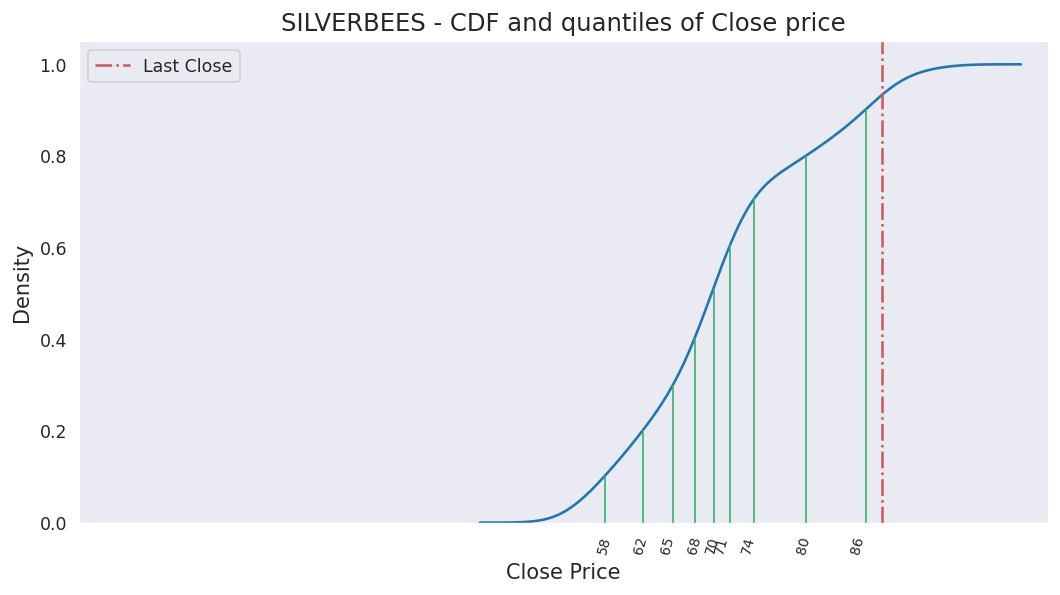 SILVERBEES - CDF and quantiles of Close price
Last Close
1.0
0.8
0.6
0.4
0.2
0.0
Density
58 62 65 68 70 71 74 80 86
Close Price